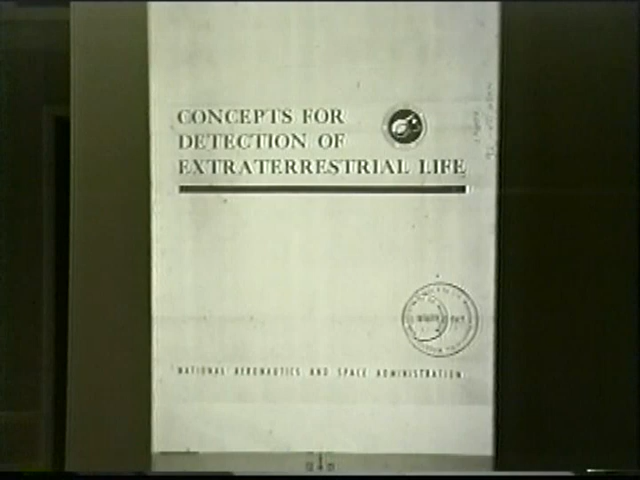 CONCEPTS FOR
DETECTION OF
EXTRATERRESTRIAL LIFE
NATIONAL AERONAUTICS AND SPACE ADMINISTRATION